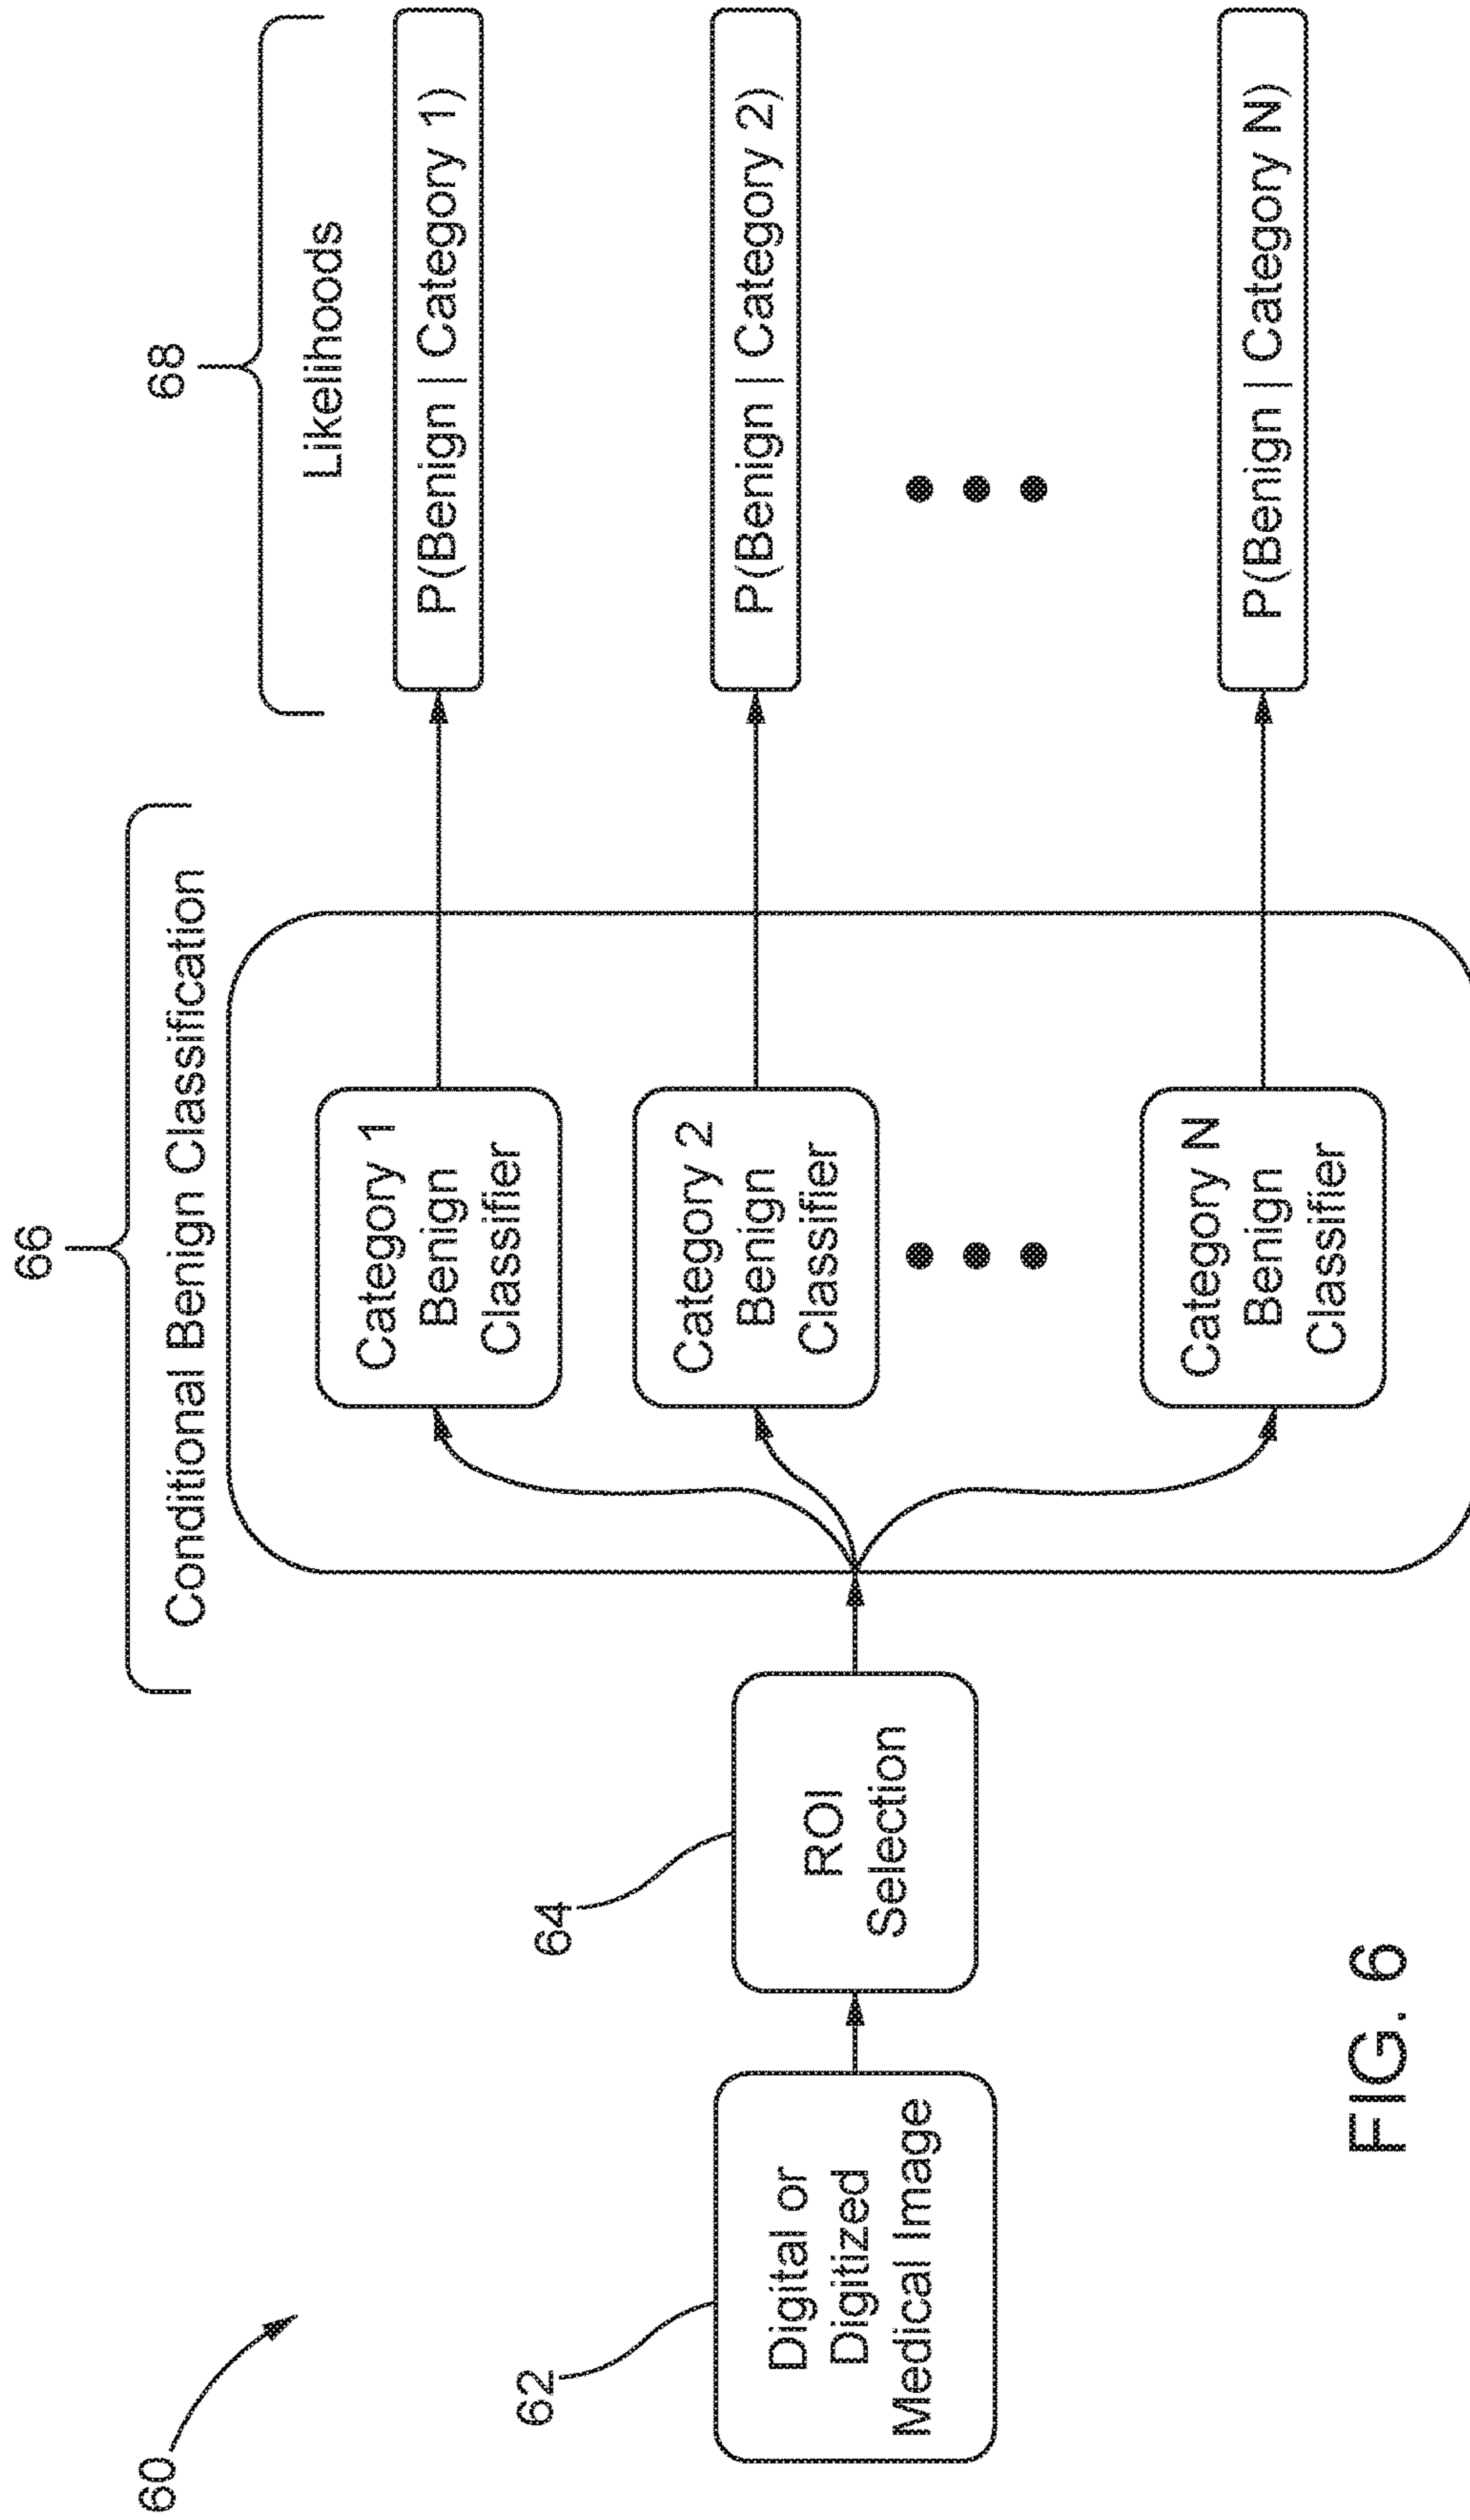 66
68
Conditional Benign Classification
Likelihoods
60
62
Digital or
Digitized
Medical Image
64
ROI
Selection
Category 1
Benign
Classifier
P(Benign | Category 1)
Category 2
Benign
Classifier
P(Benign | Category 2)
Category N
Benign
Classifier
P(Benign | Category N)
FIG. 6